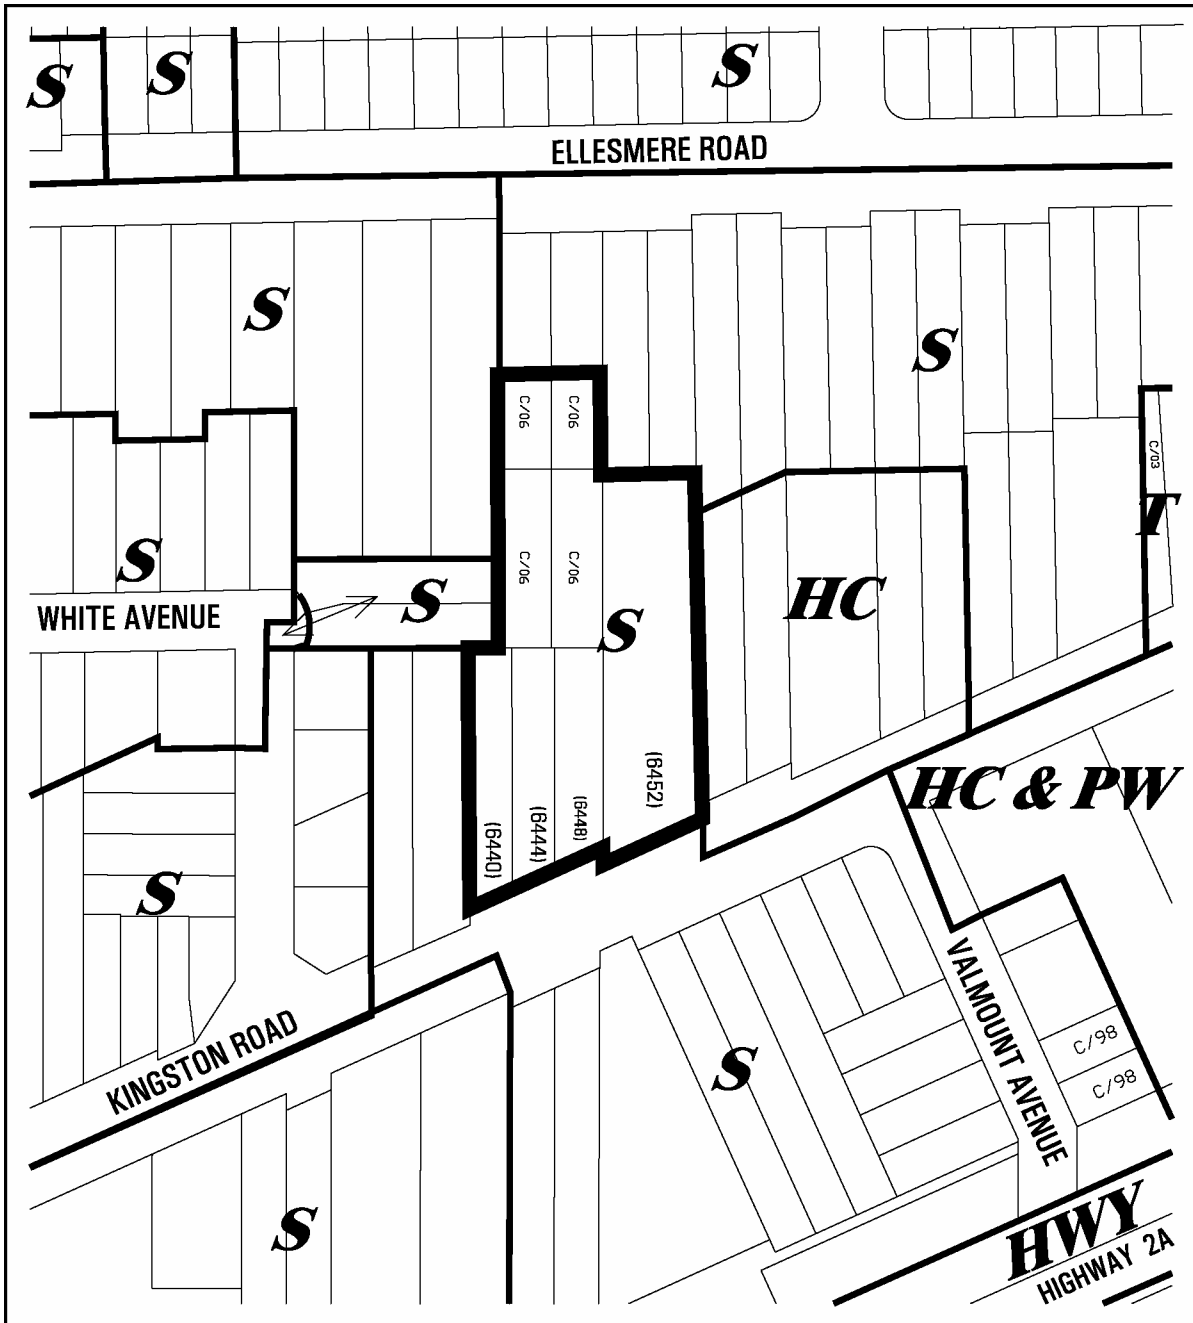 S
S
S
ELLESMERE ROAD
S
S
C/06
C/06
C/03
T
S
C/06
C/06
WHITE AVENUE
S
S
HC
(6440)
(6444)
(6448)
(6452)
HC & PW
S
VALMOUNT AVENUE
KINGSTON ROAD
S
C/98
C/98
S
HWY
HIGHWAY 2A